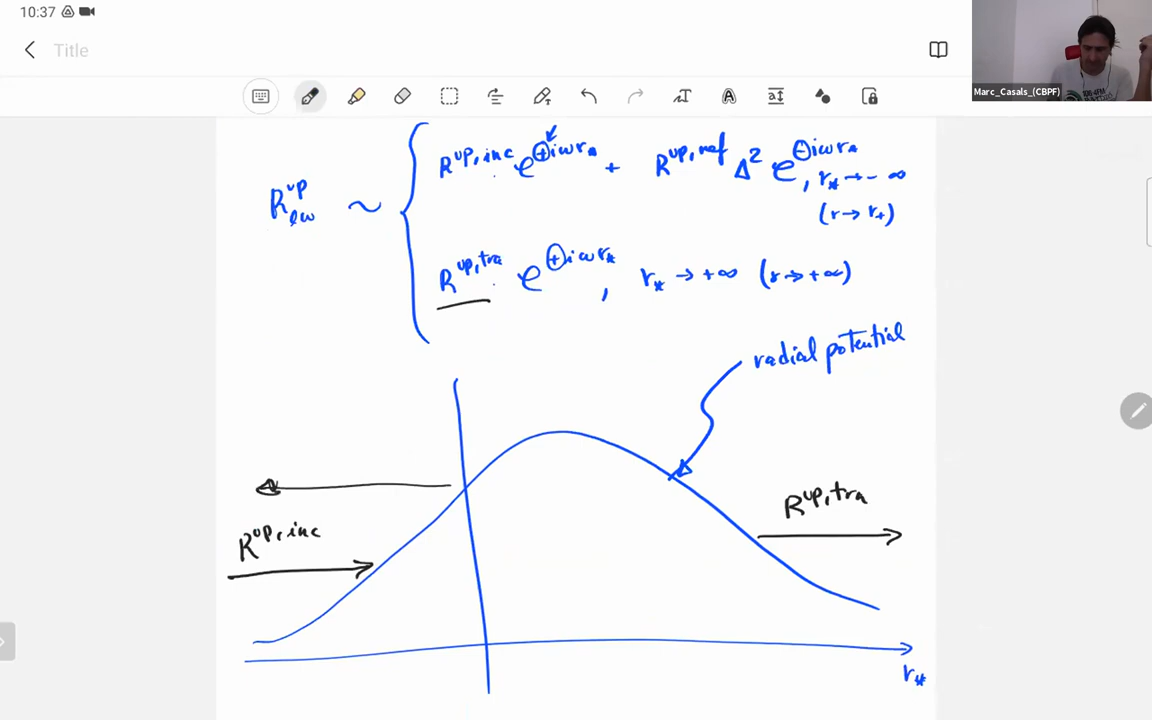 10:37
Title
Marc_Casals_(CBPF)
R^{up,inc} e^{+iωr*} + R^{up,ref} Δ^2 e^{-iωr*}, r* → -∞
(r → r+)
R^{up}_{ℓω} ~ {
R^{up,tra} e^{+iωr*}, r* → +∞ (r → +∞)
radial potential
R^{up,tra}
R^{up,inc}
r*